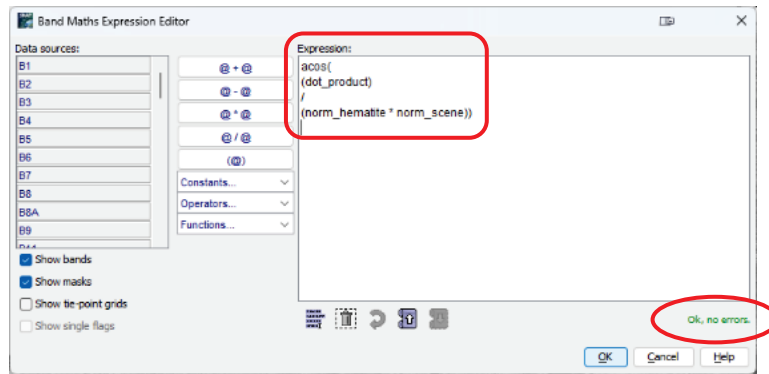 Band Maths Expression Editor
Data sources:
Expression:
B1
B2
B3
B4
B5
B6
B7
B8
B8A
B9
@ + @
@ - @
@ * @
@ / @
(@)
Constants...
Operators...
Functions...
acos(
(dot_product)
/
(norm_hematite * norm_scene))
Show bands
Show masks
Show tie-point grids
Show single flags
Ok, no errors.
OK
Cancel
Help